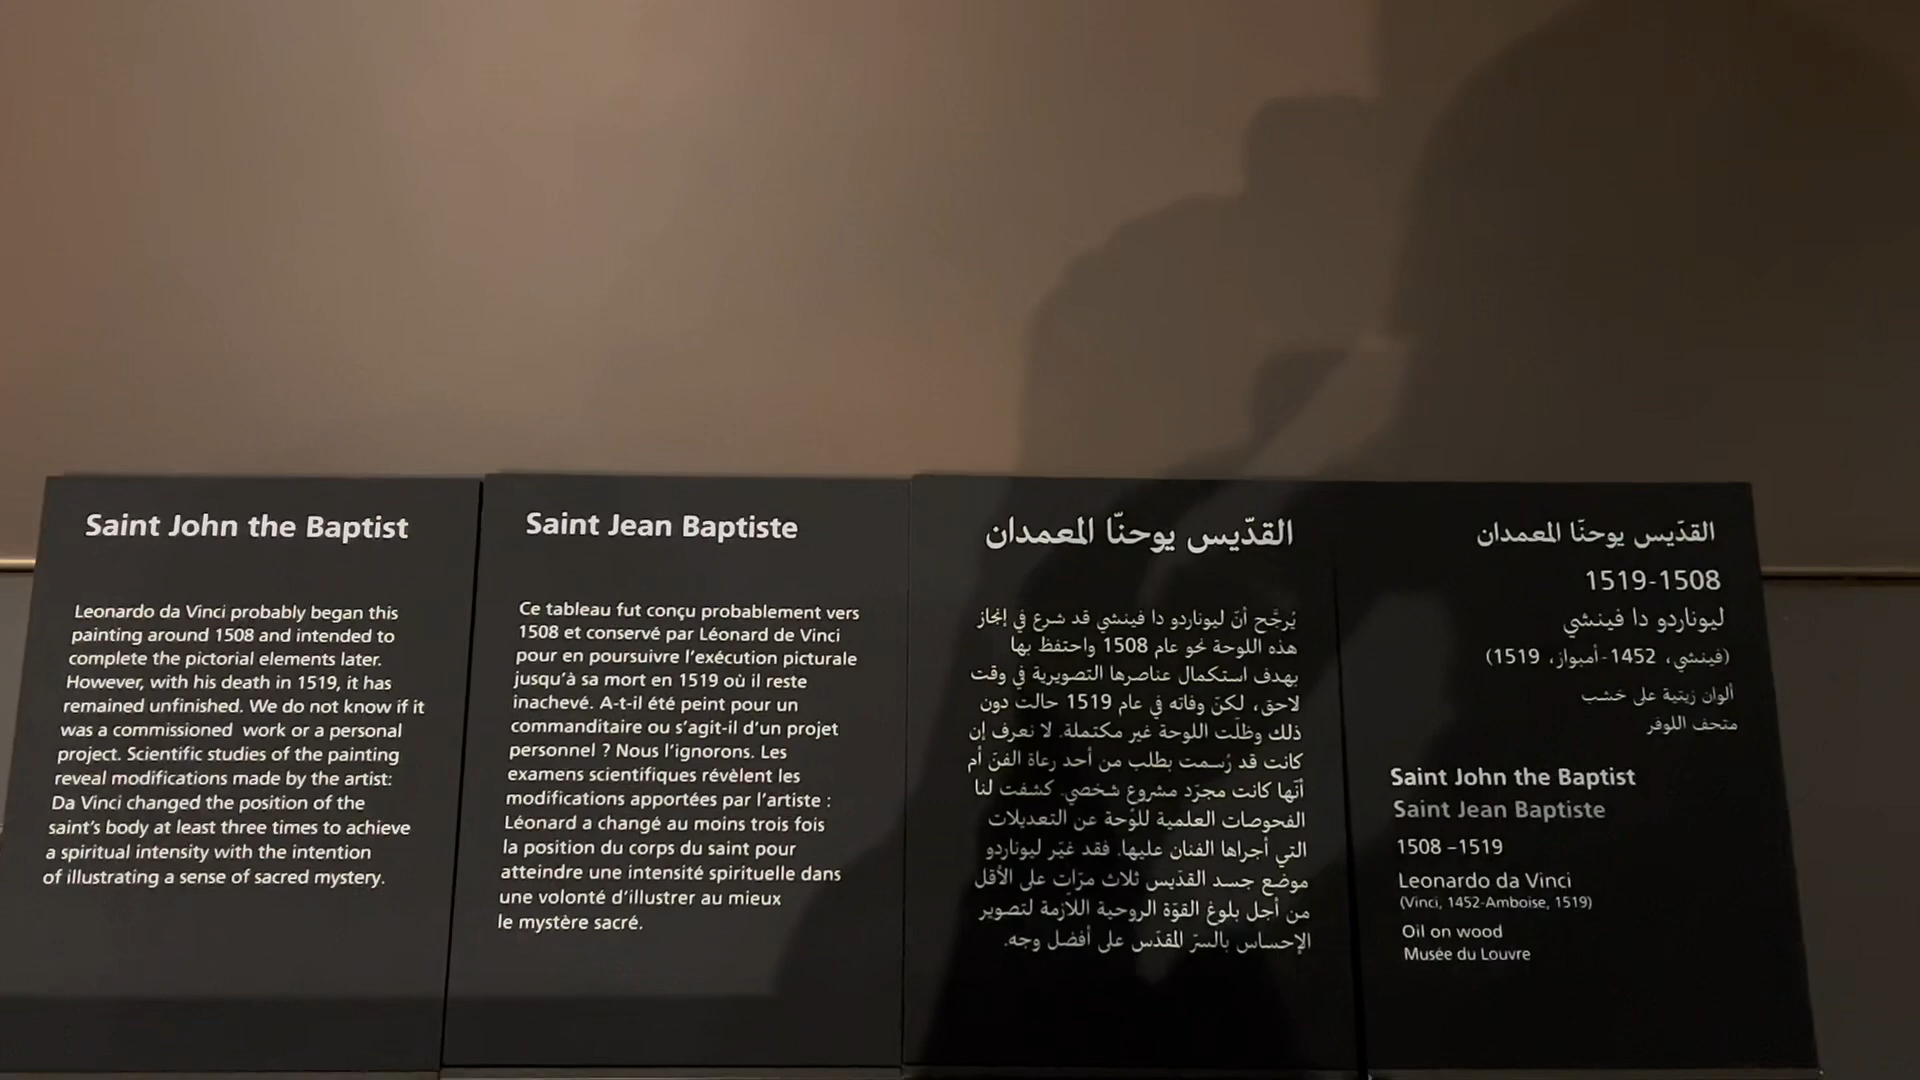 Saint John the Baptist
Leonardo da Vinci probably began this
painting around 1508 and intended to
complete the pictorial elements later.
However, with his death in 1519, it has
remained unfinished. We do not know if it
was a commissioned work or a personal
project. Scientific studies of the painting
reveal modifications made by the artist:
Da Vinci changed the position of the
saint's body at least three times to achieve
a spiritual intensity with the intention
of illustrating a sense of sacred mystery.
Saint Jean Baptiste
Ce tableau fut conçu probablement vers
1508 et conservé par Léonard de Vinci
pour en poursuivre l'exécution picturale
jusqu'à sa mort en 1519 où il reste
inachevé. A-t-il été peint pour un
commanditaire ou s'agit-il d'un projet
personnel ? Nous l'ignorons. Les
examens scientifiques révèlent les
modifications apportées par l'artiste :
Léonard a changé au moins trois fois
la position du corps du saint pour
atteindre une intensité spirituelle dans
une volonté d'illustrer au mieux
le mystère sacré.
القدّيس يوحنّا المعمدان
يُرجَّح أنّ ليوناردو دا فينشي قد شرع في إنجاز
هذه اللوحة نحو عام 1508 واحتفظ بها
بهدف استكمال عناصرها التصويرية في وقت
لاحق، لكنّ وفاته في عام 1519 حالت دون
ذلك وظلّت اللوحة غير مكتملة. لا نعرف إن
كانت قد رُسمت بطلب من أحد رعاة الفنّ أم
أنّها كانت مجرّد مشروع شخصي. كشفت لنا
الفحوصات العلمية للوْحة عن التعديلات
التي أجراها الفنان عليها. فقد غيّر ليوناردو
موضع جسد القدّيس ثلاث مرّات على الأقل
من أجل بلوغ القوّة الروحية اللازمة لتصوير
الإحساس بالسرّ المقدّس على أفضل وجه.
القدّيس يوحنّا المعمدان
1519-1508
ليوناردو دا فينشي
(فينشي، 1452-أمبواز، 1519)
ألوان زيتية على خشب
متحف اللوفر
Saint John the Baptist
Saint Jean Baptiste
1508 –1519
Leonardo da Vinci
(Vinci, 1452-Amboise, 1519)
Oil on wood
Musée du Louvre